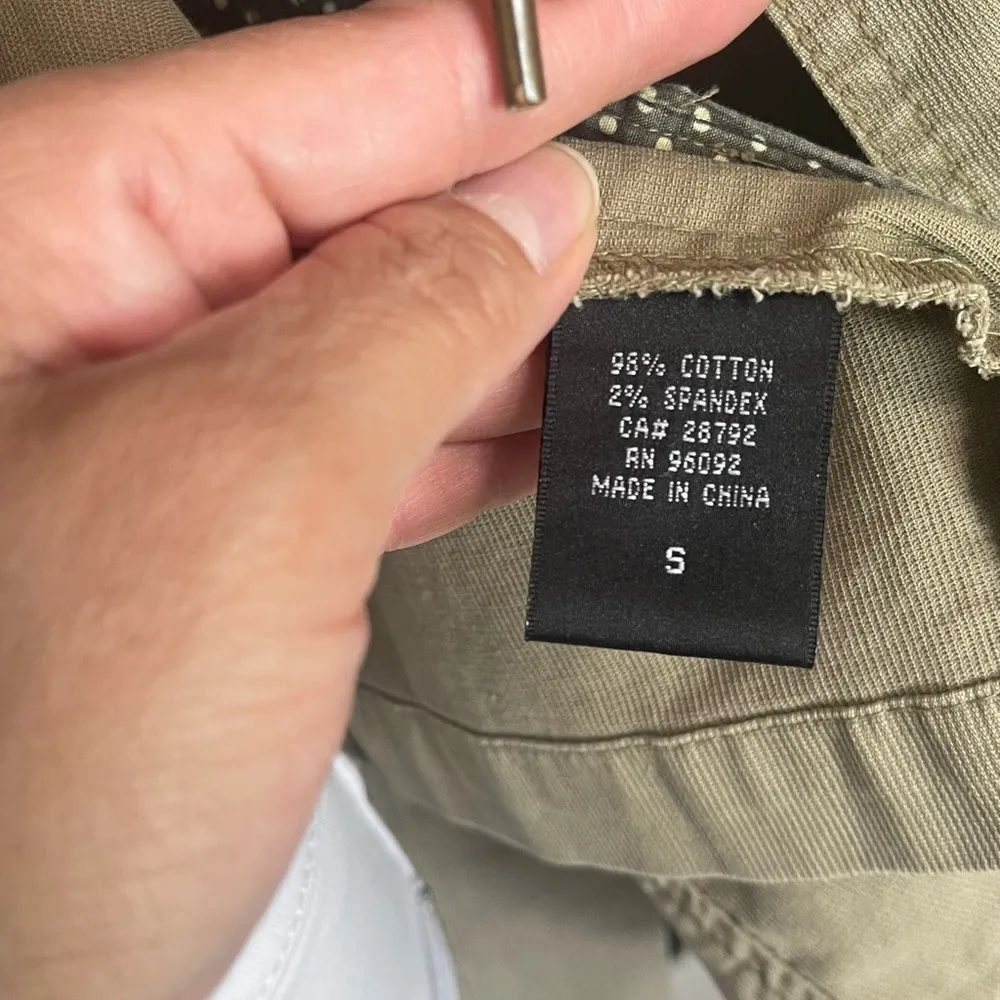 98% COTTON
2% SPANDEX
CA# 28792
RN 96092
MADE IN CHINA
S